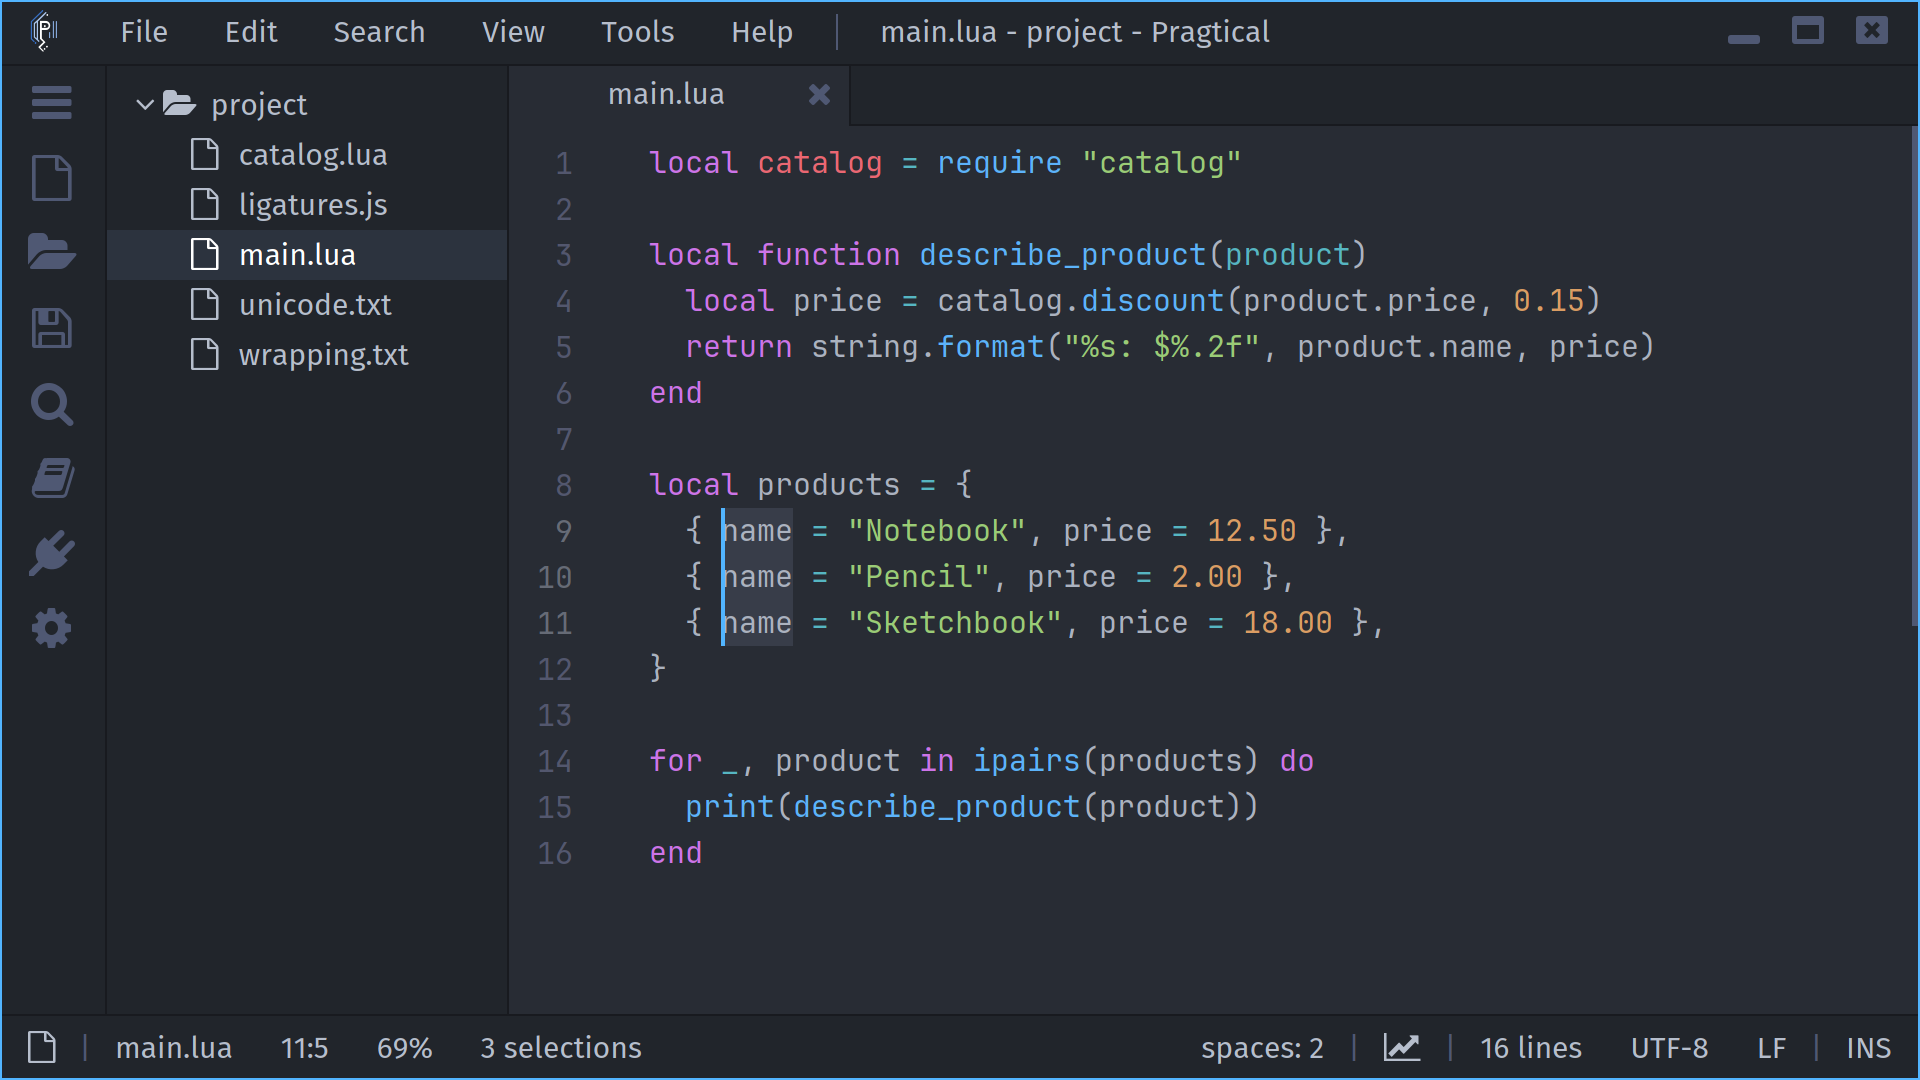 File Edit Search View Tools Help main.lua - project - Pragtical
project
catalog.lua
ligatures.js
main.lua
unicode.txt
wrapping.txt
main.lua
1 local catalog = require "catalog"
2
3 local function describe_product(product)
4   local price = catalog.discount(product.price, 0.15)
5   return string.format("%s: $%.2f", product.name, price)
6 end
7
8 local products = {
9   { name = "Notebook", price = 12.50 },
10   { name = "Pencil", price = 2.00 },
11   { name = "Sketchbook", price = 18.00 },
12 }
13
14 for _, product in ipairs(products) do
15   print(describe_product(product))
16 end
main.lua 11:5 69% 3 selections spaces: 2 16 lines UTF-8 LF INS